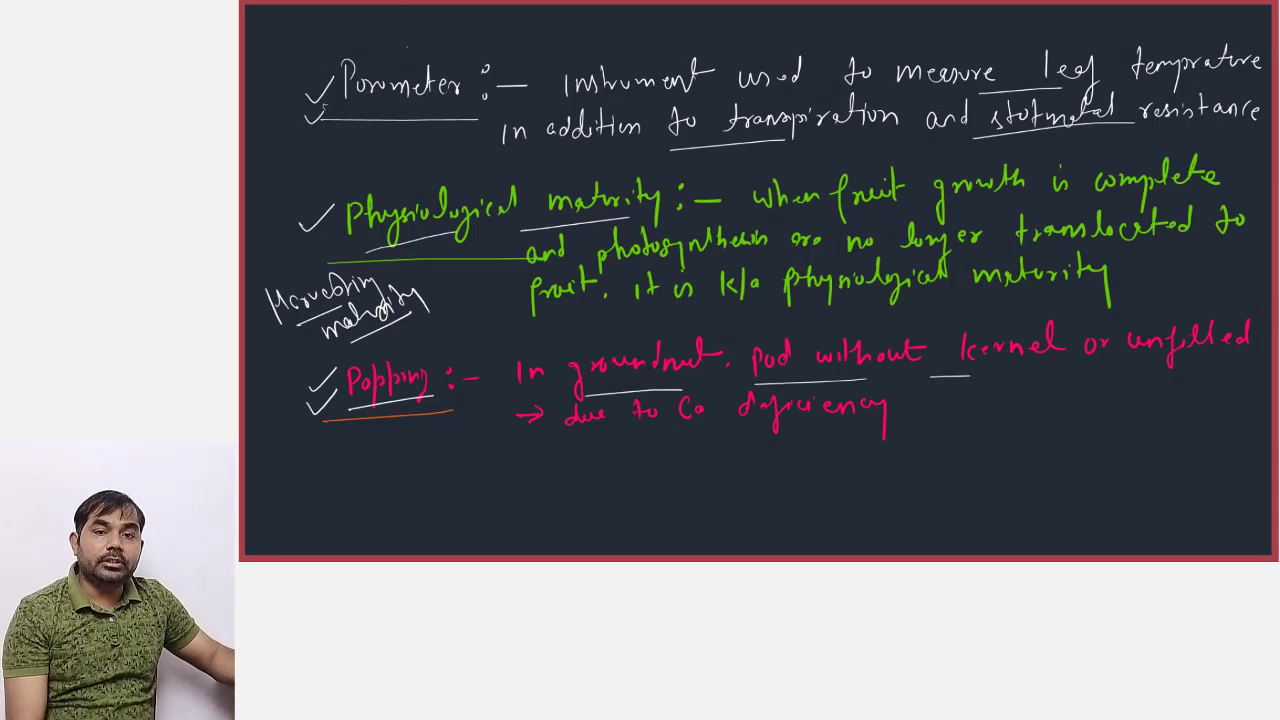 Porometer :- Instrument used to measure leaf temprature
in addition to transpiration and stotmetal resistance
Physiological maturity :- when fruit growth is complete
and photosynthesis are no longer translocated to
fruit. it is k/a physiological maturity
Harvesting
maturity
Popping :- In groundnut. pod without kernel or unfilled
→ due to Ca deficiency